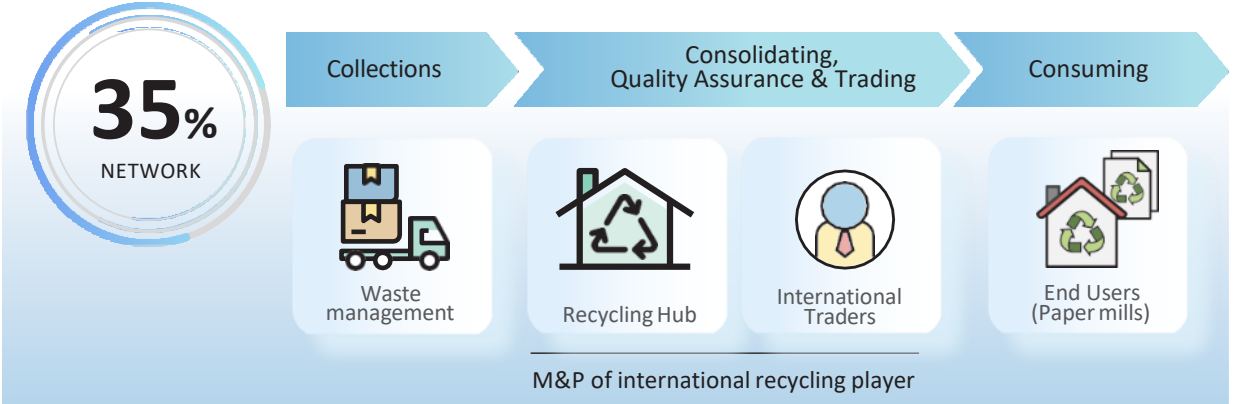 35%
NETWORK
Collections
Consolidating,
Quality Assurance & Trading
Consuming
Waste
management
Recycling Hub
International
Traders
End Users
(Paper mills)
M&P of international recycling player